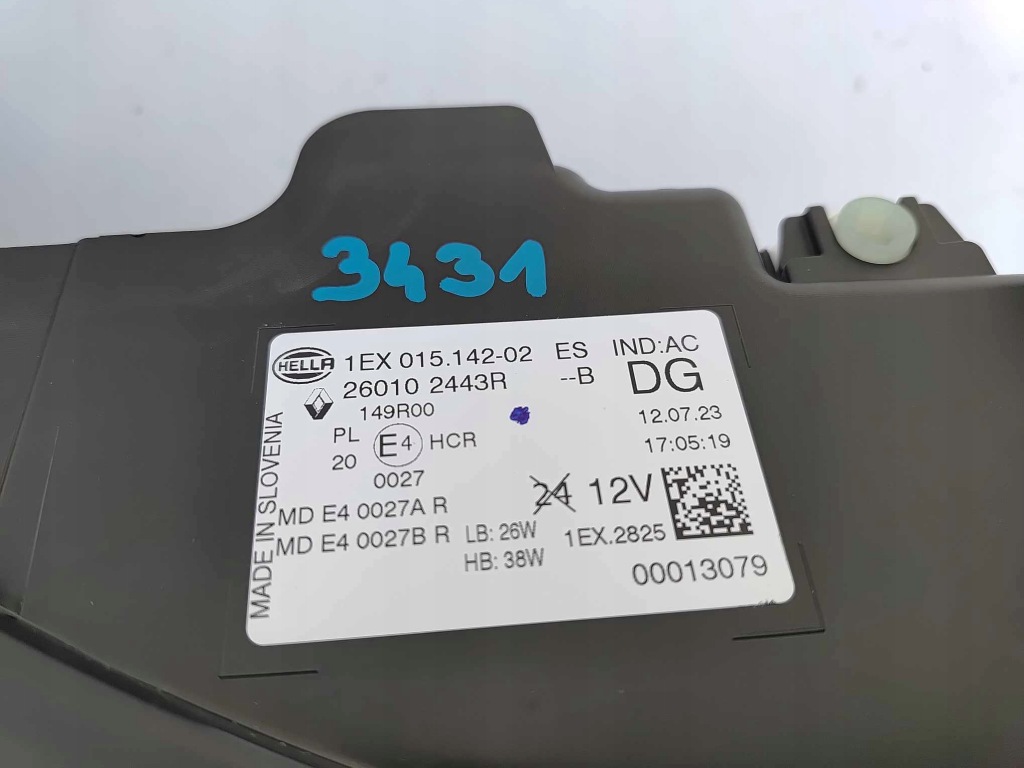 3431
HELLA 1EX 015.142-02 ES IND:AC
26010 2443R --B DG
149R00 12.07.23
PL E4 HCR 17:05:19
20
0027
24 12V
MD E4 0027A R
MD E4 0027B R LB: 26W 1EX.2825
HB: 38W 00013079
MADE IN SLOVENIA